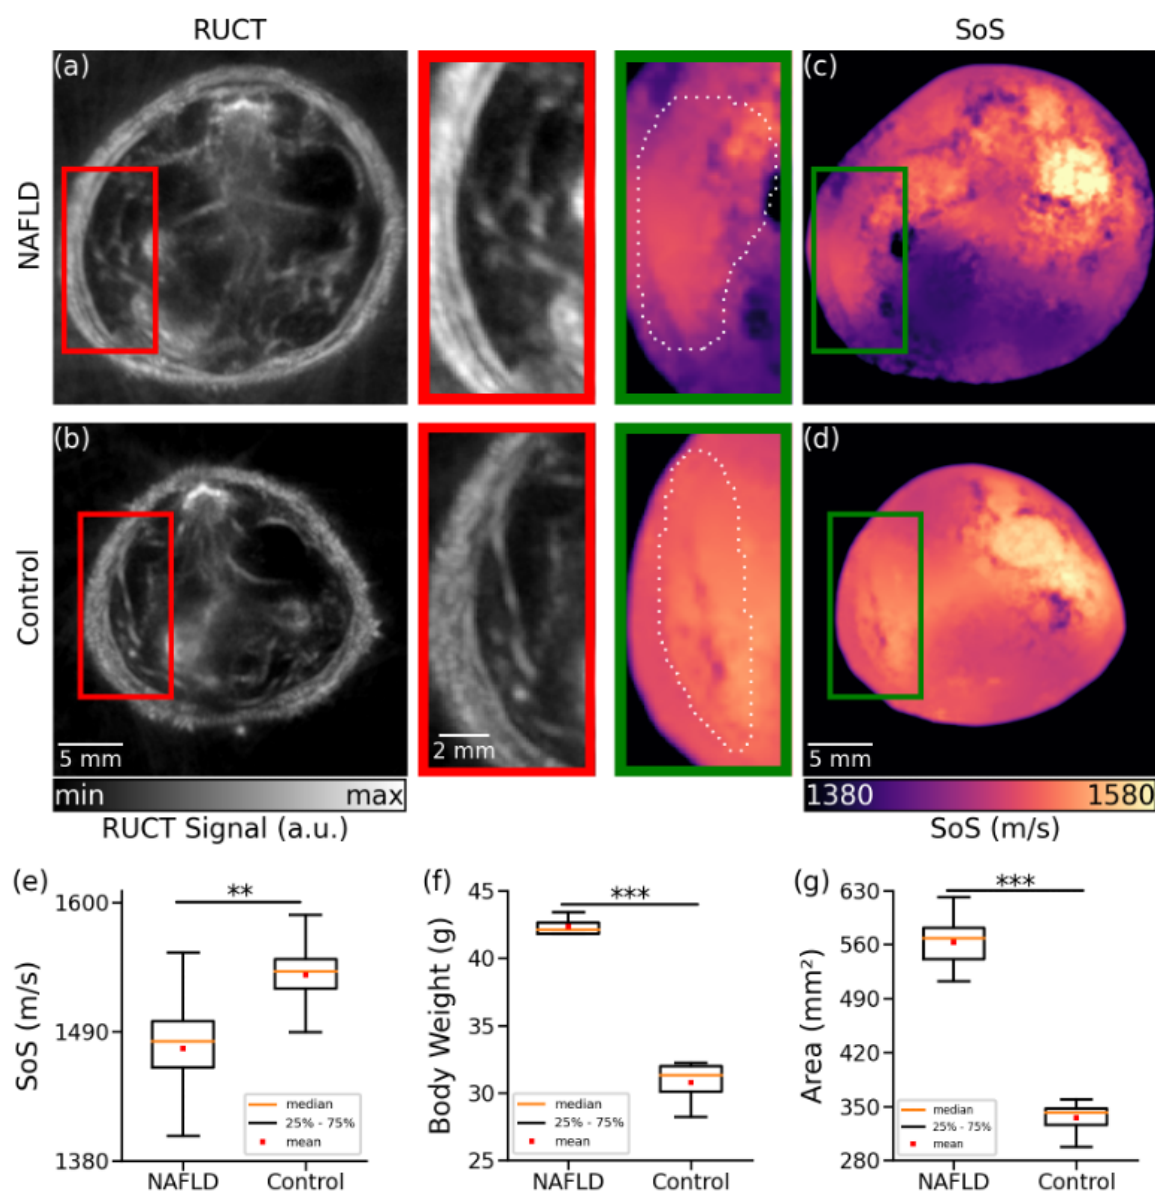 RUCT
SoS
(a)
(c)
NAFLD
(b)
(d)
Control
5 mm
2 mm
5 mm
min max
1380 1580
RUCT Signal (a.u.)
SoS (m/s)
(e)
**
1600
1490
1380
SoS (m/s)
median
25% - 75%
mean
NAFLD Control
(f)
***
45
40
35
30
25
Body Weight (g)
median
25% - 75%
mean
NAFLD Control
(g)
***
630
560
490
420
350
280
Area (mm²)
median
25% - 75%
mean
NAFLD Control